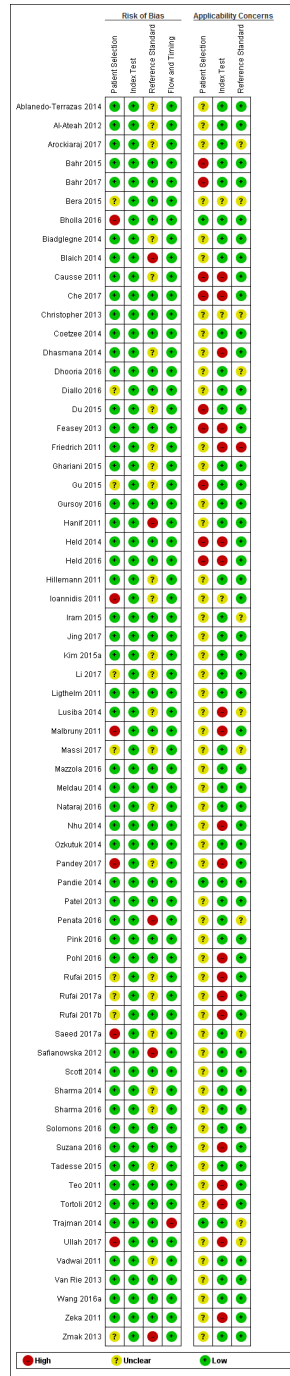 Risk of Bias Applicability Concerns
Patient Selection Index Test Reference Standard Flow and Timing Patient Selection Index Test Reference Standard
Ablanedo-Terrazas 2014 + + ? + ? + +
Al-Ateah 2012 + + ? + ? + +
Arockiaraj 2017 + + ? + ? + ?
Bahr 2015 + + + + - + +
Bahr 2017 + + + + - + +
Bera 2015 ? + + + ? ? ?
Bholla 2016 - + + + + + +
Biadglegne 2014 + + ? + ? + +
Blaich 2014 + + - + ? + +
Causse 2011 + + ? + - - +
Che 2017 + + + + - - +
Christopher 2013 + + + + ? ? ?
Coetzee 2014 + + + + ? + +
Dhasmana 2014 + + ? + ? - +
Dhooria 2016 + + + + ? + ?
Diallo 2016 ? + + + ? + +
Du 2015 + + ? + - + +
Feasey 2013 + + + + - - +
Friedrich 2011 + + ? + ? - -
Ghariani 2015 + + ? + ? + +
Gu 2015 ? + ? + - + +
Gursoy 2016 + + + + ? + +
Hanif 2011 + + - + ? + +
Held 2014 + + + + - - +
Held 2016 + + + + - - +
Hillemann 2011 + + ? + ? + +
Ioannidis 2011 - + ? + ? ? +
Iram 2015 + + + + ? + ?
Jing 2017 + + + + ? + +
Kim 2015a + + ? + ? + +
Li 2017 ? + ? + ? + +
Ligthelm 2011 + + + + ? + +
Lusiba 2014 + + ? + ? - ?
Malbruny 2011 - + + + ? - +
Massi 2017 ? + ? + ? + ?
Mazzola 2016 + + + + ? + +
Meldau 2014 + + + + ? + +
Nataraj 2016 + + ? + ? + +
Nhu 2014 + + + + ? - +
Ozkutuk 2014 + + + + ? + +
Pandey 2017 - + ? + ? - +
Pandie 2014 + + + + + + +
Patel 2013 + + + + ? + +
Penata 2016 + + - + ? + ?
Pink 2016 + + + + ? + +
Pohl 2016 + + + + ? - +
Rufai 2015 ? + ? + ? - +
Rufai 2017a ? + ? + ? - +
Rufai 2017b ? + + + ? - +
Saeed 2017a - + ? + ? + ?
Safianowska 2012 + + - + ? + +
Scott 2014 + + + + ? + +
Sharma 2014 + + ? + ? + +
Sharma 2016 + + ? + ? + +
Solomons 2016 + + + + ? + +
Suzana 2016 + + + + ? - +
Tadesse 2015 + + ? + ? + +
Teo 2011 + + + + ? - +
Tortoli 2012 + + + + ? - +
Trajman 2014 + + + - + + ?
Ullah 2017 - + + + ? - ?
Vadwai 2011 + + ? + ? + +
Van Rie 2013 + + + + ? + +
Wang 2016a + + + + ? + +
Zeka 2011 + + + + ? - +
Zmak 2013 ? + - + ? + +
- High ? Unclear + Low